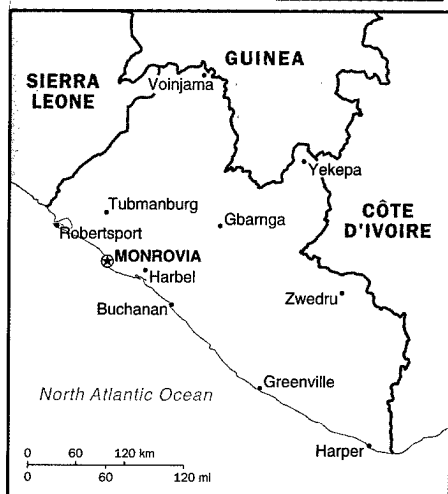 GUINEA
SIERRA
LEONE
Voinjama
Yekepa
Tubmanburg
Gbarnga
CÔTE
D'IVOIRE
Robertsport
MONROVIA
Harbel
Zwedru
Buchanan
North Atlantic Ocean
Greenville
Harper
0 60 120 km
0 60 120 mi